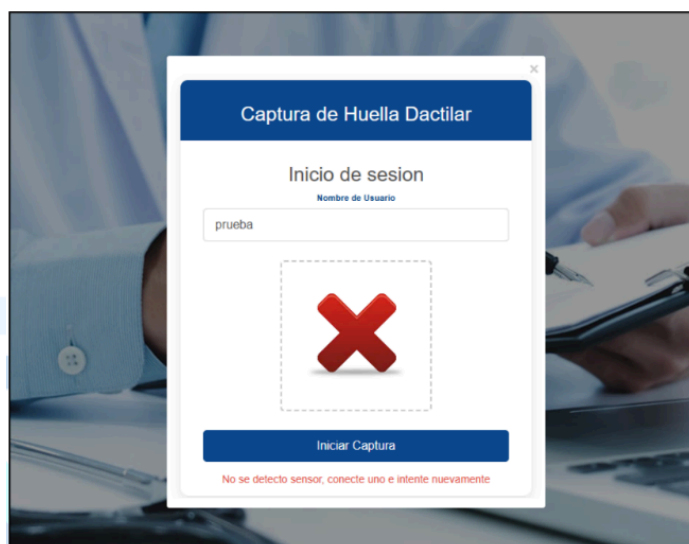 ×
Captura de Huella Dactilar
Inicio de sesion
Nombre de Usuario
prueba
Iniciar Captura
No se detecto sensor, conecte uno e intente nuevamente